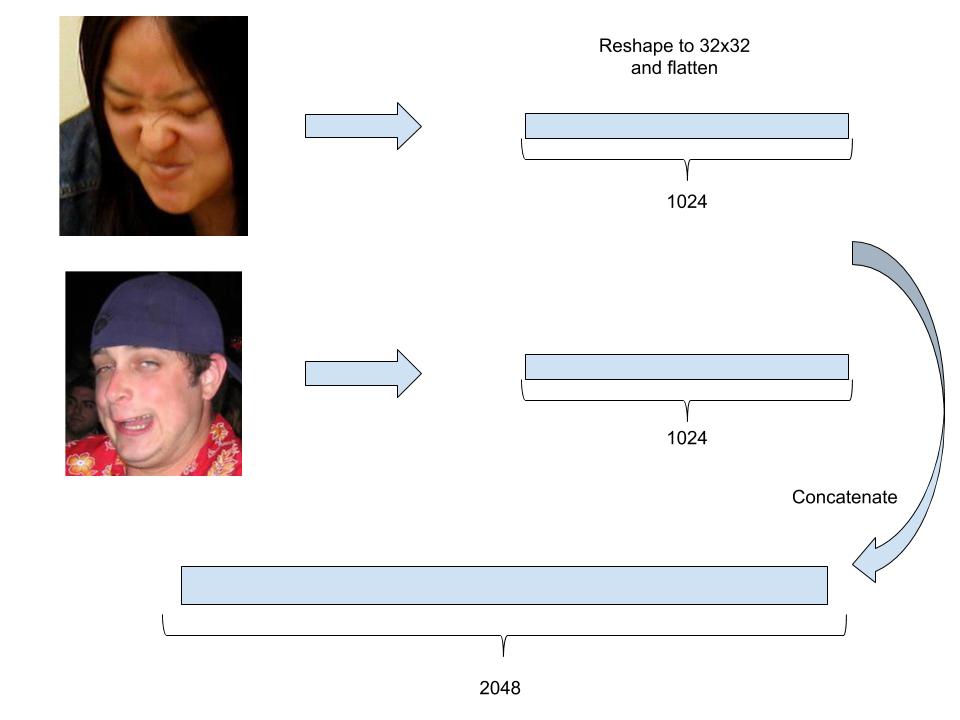 Reshape to 32x32
and flatten
1024
1024
Concatenate
2048